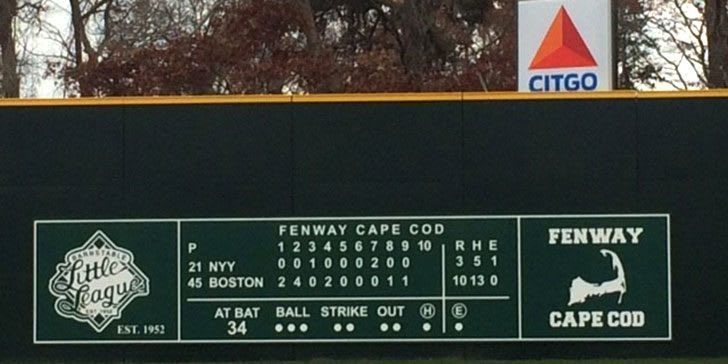 CITGO
BARNSTABLE
Little
League
EST. 1952
EST. 1952
FENWAY CAPE COD
P 1 2 3 4 5 6 7 8 9 10 R H E
21 NYY 0 0 1 0 0 0 2 0 0 3 5 1
45 BOSTON 2 4 0 2 0 0 0 1 1 10 13 0
AT BAT BALL STRIKE OUT H E
34
FENWAY
CAPE COD